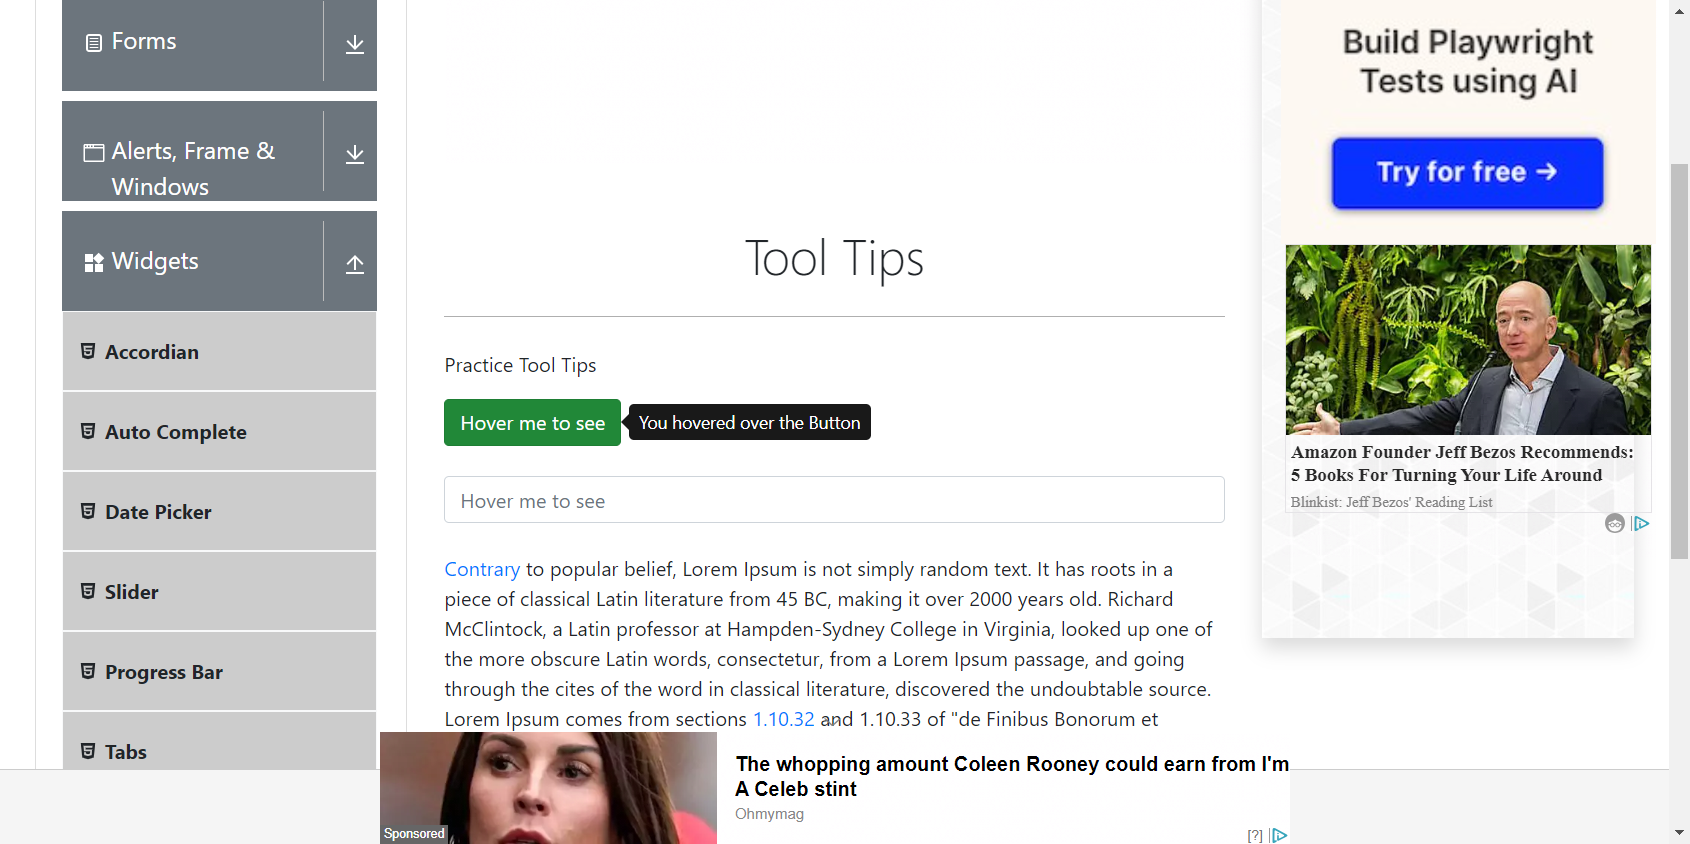 Forms
Alerts, Frame &
Windows
Widgets
Accordian
Auto Complete
Date Picker
Slider
Progress Bar
Tabs
Tool Tips
Practice Tool Tips
Hover me to see
You hovered over the Button
Hover me to see
Contrary to popular belief, Lorem Ipsum is not simply random text. It has roots in a
piece of classical Latin literature from 45 BC, making it over 2000 years old. Richard
McClintock, a Latin professor at Hampden-Sydney College in Virginia, looked up one of
the more obscure Latin words, consectetur, from a Lorem Ipsum passage, and going
through the cites of the word in classical literature, discovered the undoubtable source.
Lorem Ipsum comes from sections 1.10.32 and 1.10.33 of "de Finibus Bonorum et
Build Playwright
Tests using AI
Try for free →
Amazon Founder Jeff Bezos Recommends:
5 Books For Turning Your Life Around
Blinkist: Jeff Bezos' Reading List
Sponsored
The whopping amount Coleen Rooney could earn from I'm
A Celeb stint
Ohmymag
[?]